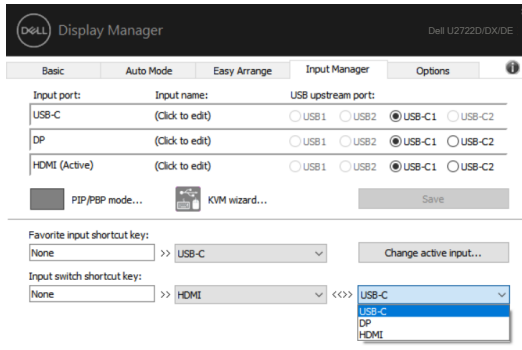 DELL Display Manager Dell U2722D/DX/DE
Basic Auto Mode Easy Arrange Input Manager Options i
Input port: Input name: USB upstream port:
USB-C (Click to edit) USB1 USB2 USB-C1 USB-C2
DP (Click to edit) USB1 USB2 USB-C1 USB-C2
HDMI (Active) (Click to edit) USB1 USB2 USB-C1 USB-C2
PIP/PBP mode... KVM wizard... Save
Favorite input shortcut key:
None >> USB-C Change active input...
Input switch shortcut key:
None >> HDMI <<>> USB-C
USB-C
DP
HDMI